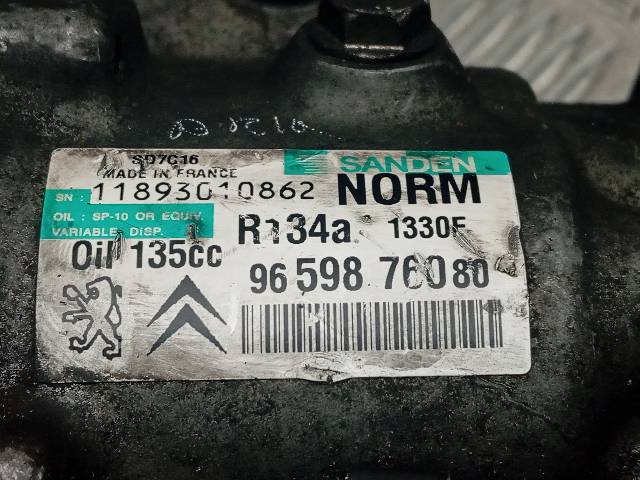 SD7C16
SANDEN
MADE IN FRANCE
SN : 11893010862
NORM
OIL : SP-10 OR EQUIV.
VARIABLE DISP.
R134a
Oil 135cc
96 598 760 80